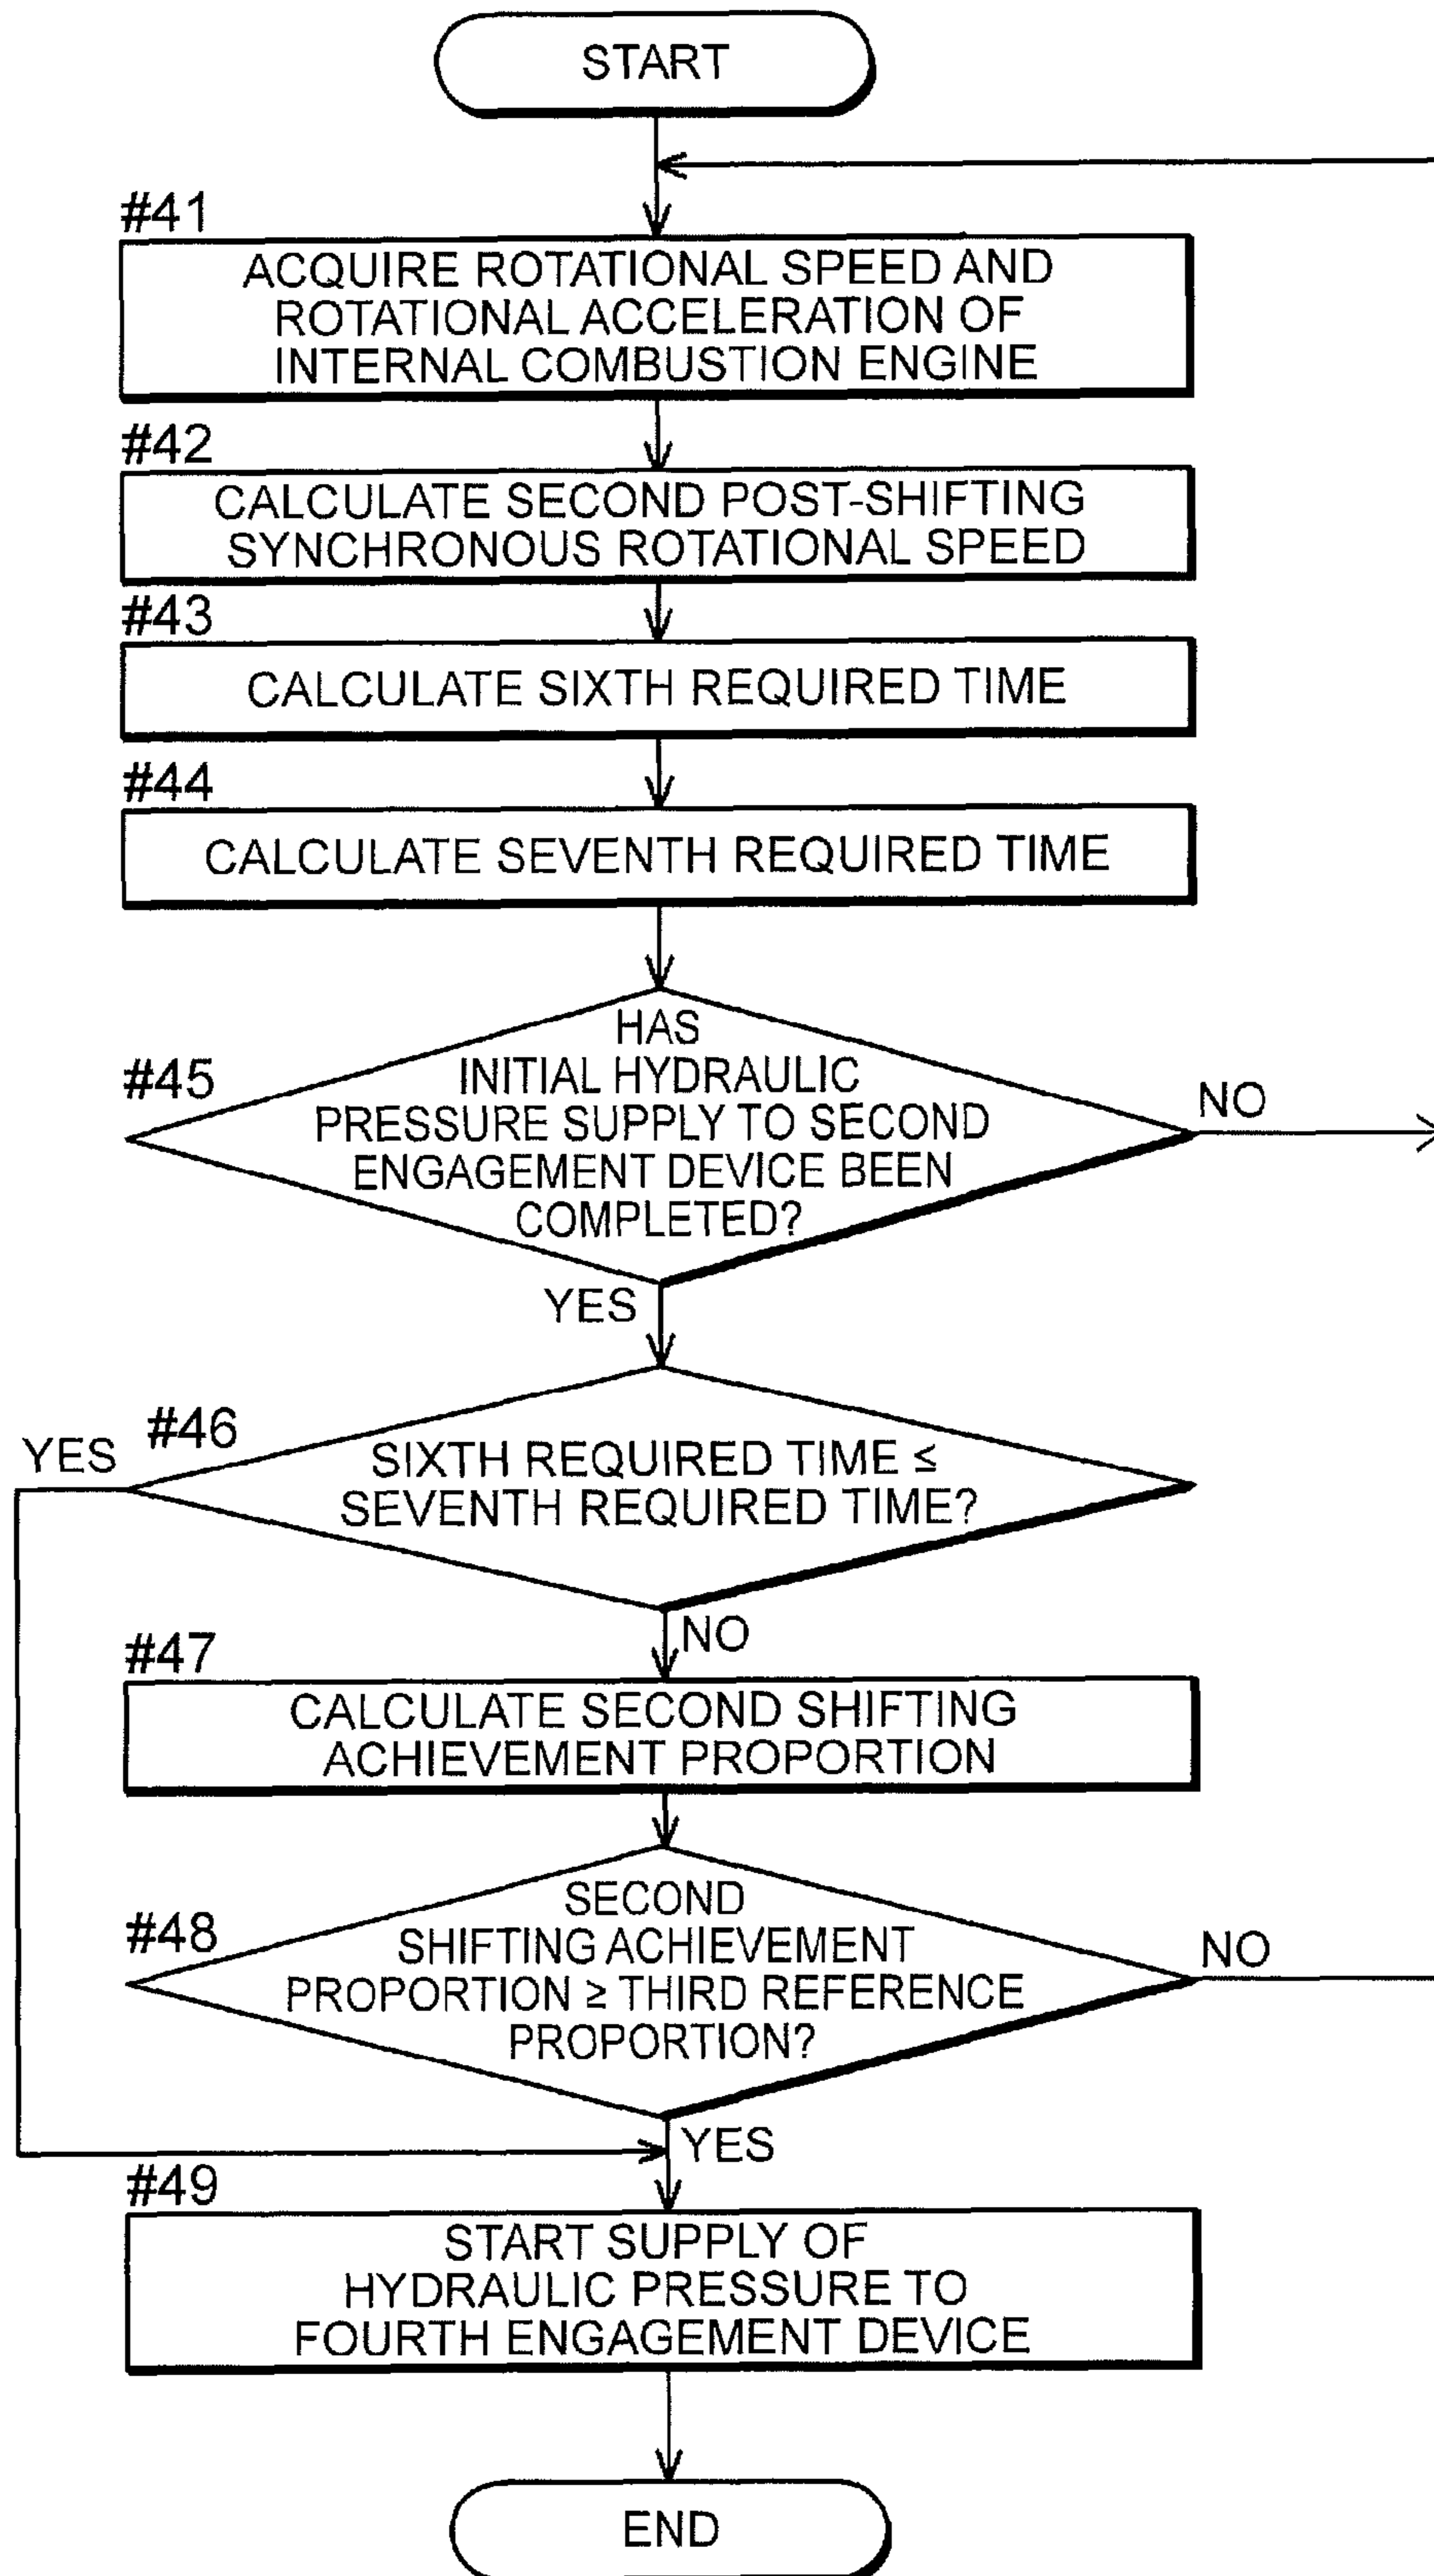 START
#41
ACQUIRE ROTATIONAL SPEED AND
ROTATIONAL ACCELERATION OF
INTERNAL COMBUSTION ENGINE
#42
CALCULATE SECOND POST-SHIFTING
SYNCHRONOUS ROTATIONAL SPEED
#43
CALCULATE SIXTH REQUIRED TIME
#44
CALCULATE SEVENTH REQUIRED TIME
#45
HAS
INITIAL HYDRAULIC
PRESSURE SUPPLY TO SECOND
ENGAGEMENT DEVICE BEEN
COMPLETED?
NO
YES
#46
YES
SIXTH REQUIRED TIME ≤
SEVENTH REQUIRED TIME?
NO
#47
CALCULATE SECOND SHIFTING
ACHIEVEMENT PROPORTION
#48
SECOND
SHIFTING ACHIEVEMENT
PROPORTION ≥ THIRD REFERENCE
PROPORTION?
NO
YES
#49
START SUPPLY OF
HYDRAULIC PRESSURE TO
FOURTH ENGAGEMENT DEVICE
END